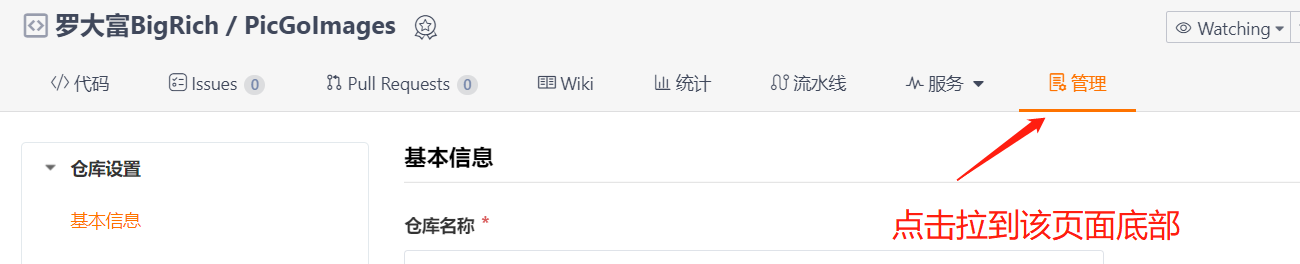 罗大富BigRich / PicGoImages
Watching
代码 Issues 0 Pull Requests 0 Wiki 统计 流水线 服务 管理
仓库设置
基本信息
基本信息
仓库名称 *
点击拉到该页面底部